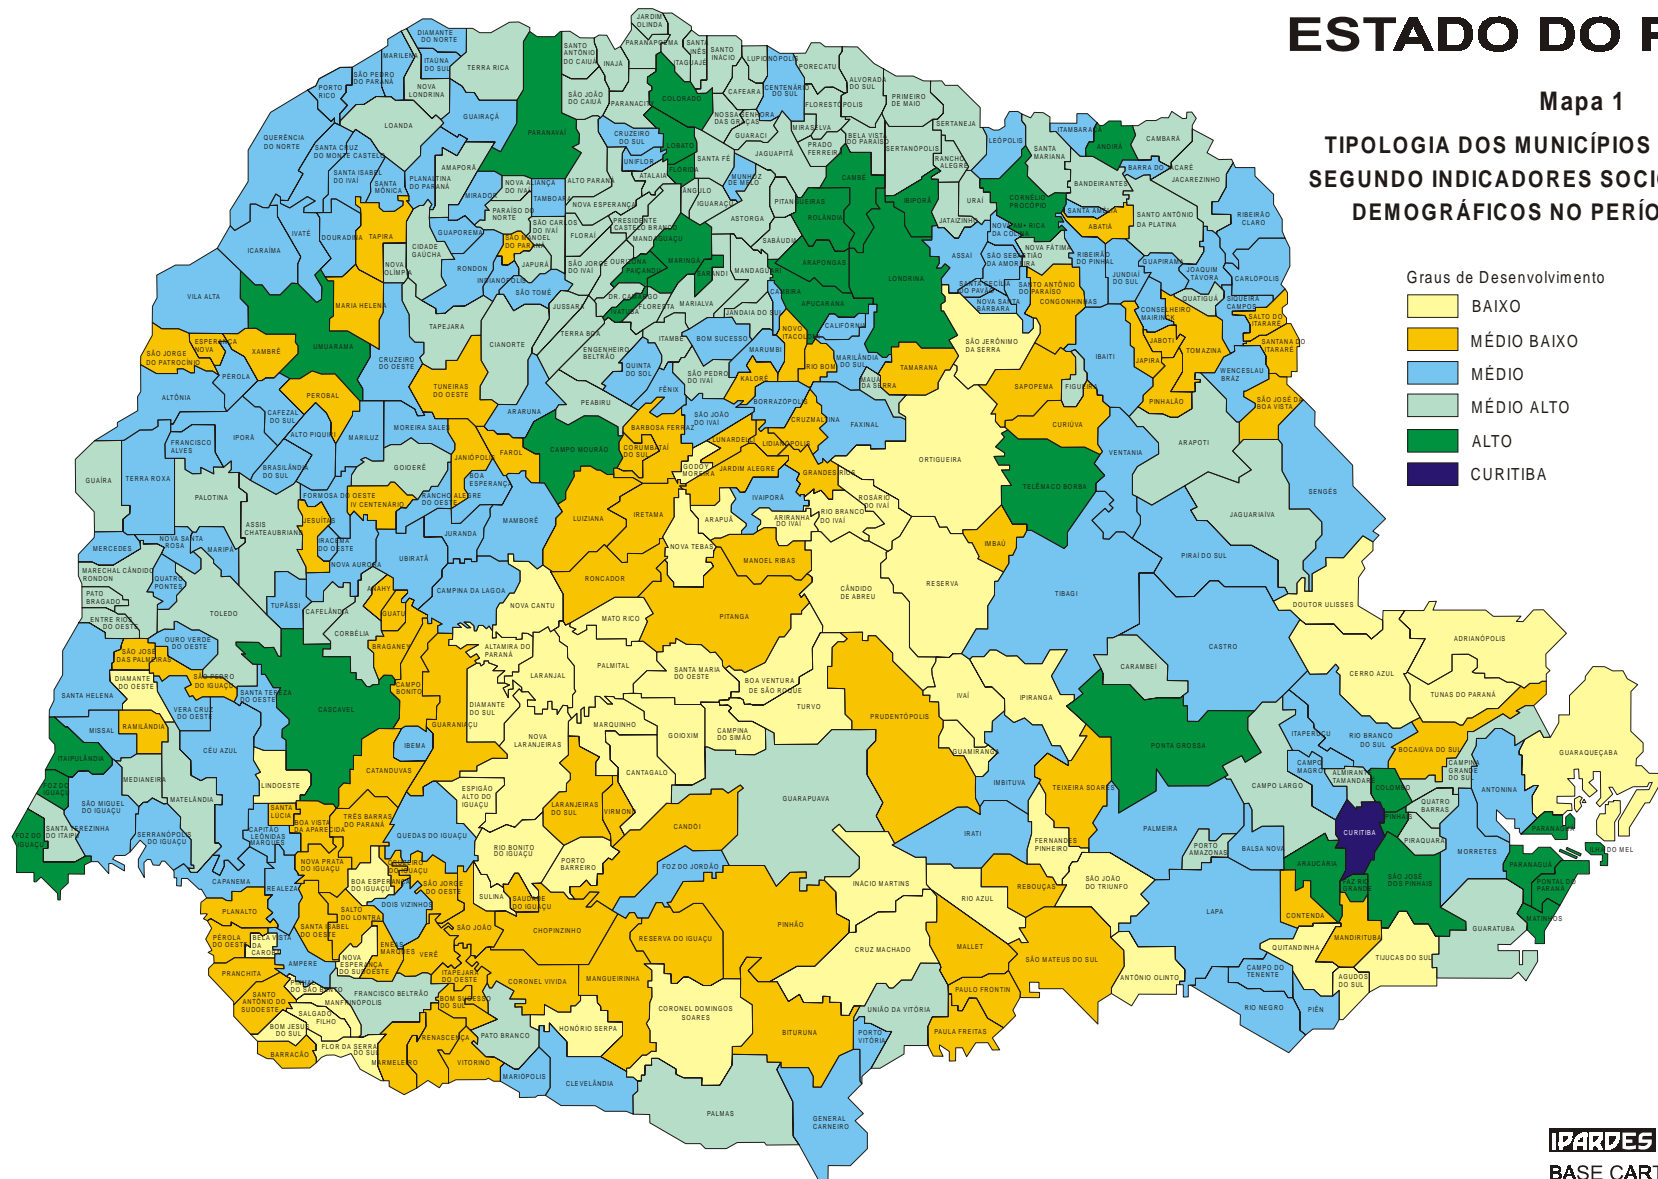 ESTADO DO P
Mapa 1
TIPOLOGIA DOS MUNICÍPIOS
SEGUNDO INDICADORES SOCI
DEMOGRÁFICOS NO PERÍO
Graus de Desenvolvimento
BAIXO
MÉDIO BAIXO
MÉDIO
MÉDIO ALTO
ALTO
CURITIBA
JARDIM
OLINDA
DIAMANTE
DO NORTE
MARILENA
ITAÚNA
DO SUL
TERRA RICA
SANTO
ANTÔNIO
DO CAIUÁ
INAJÁ
PARANAPOEMA
SANTA
INÊS
ITAGUAJÉ
SANTO
INÁCIO
LUPIONÓPOLIS
CAFEARA
CENTENÁRIO
DO SUL
PORECATU
ALVORADA
DO SUL
FLORESTÓPOLIS
PRIMEIRO
DE MAIO
SERTANEJA
PORTO
RICO
SÃO PEDRO
DO PARANÁ
NOVA
LONDRINA
LOANDA
GUAIRAÇÁ
PARANAVAÍ
SÃO JOÃO
DO CAIUÁ
PARANACITY
COLORADO
NOSSA SENHORA
DAS GRAÇAS
GUARACI
MIRASELVA
PRADO
FERREIRA
BELA VISTA
DO PARAÍSO
SERTANÓPOLIS
RANCHO
ALEGRE
LEÓPOLIS
SANTA
MARIANA
ITAMBARACÁ
ANDIRÁ
CAMBARÁ
BARRA DO JACARÉ
JACAREZINHO
BANDEIRANTES
QUERÊNCIA
DO NORTE
SANTA CRUZ
DO MONTE CASTELO
SANTA ISABEL
DO IVAÍ
SANTA
MÔNICA
PLANALTINA
DO PARANÁ
AMAPORÃ
MIRADOR
NOVA ALIANÇA
DO IVAÍ
TAMBOARA
ALTO PARANÁ
CRUZEIRO
DO SUL
UNIFLOR
ATALAIA
LOBATO
FLÓRIDA
SANTA FÉ
ÂNGULO
IGUARAÇU
MUNHOZ
DE MELO
JAGUAPITÃ
ASTORGA
PITANGUEIRAS
ROLÂNDIA
CAMBÉ
IBIPORÃ
JATAIZINHO
URAÍ
CORNÉLIO
PROCÓPIO
SANTA AMÉLIA
ABATIÁ
SANTO ANTÔNIO
DA PLATINA
RIBEIRÃO
CLARO
ICARAÍMA
IVATÉ
DOURADINA
TAPIRA
CIDADE
GAÚCHA
NOVA
OLÍMPIA
GUAPOREMA
RONDON
PARAÍSO DO
NORTE
SÃO CARLOS
DO IVAÍ
SÃO MANOEL
DO PARANÁ
JAPURÁ
INDIANÓPOLIS
SÃO TOMÉ
NOVA ESPERANÇA
PRESIDENTE
CASTELO BRANCO
MANDAGUAÇU
FLORAÍ
SÃO JORGE
DO IVAÍ
OURIZONA
PAIÇANDU
MARINGÁ
SARANDI
MANDAGUARI
SABÁUDIA
ARAPONGAS
LONDRINA
ASSAÍ
NOVA FÁTIMA
RIBEIRÃO
DO PINHAL
JUNDIAÍ
DO SUL
GUAPIRAMA
JOAQUIM
TÁVORA
CARLÓPOLIS
QUATIGUÁ
SIQUEIRA
CAMPOS
SALTO DO
ITARARÉ
SANTANA DO
ITARARÉ
VILA ALTA
UMUARAMA
MARIA HELENA
CRUZEIRO
DO OESTE
TAPEJARA
CIANORTE
JUSSARA
TERRA BOA
DR. CAMARGO
IVATUBA
FLORESTA
MARIALVA
JANDAIA DO SUL
CAMBIRA
APUCARANA
CALIFÓRNIA
SANTA CECÍLIA
DO PAVÃO
NOVA SANTA
BÁRBARA
SANTO ANTÔNIO
DO PARAÍSO
CONGONHINHAS
CONSELHEIRO
MAIRINCK
JABOTI
JAPIRA
TOMAZINA
WENCESLAU
BRÁZ
SÃO JOSÉ DA
BOA VISTA
PINHALÃO
IBAITI
SÃO JERÔNIMO
DA SERRA
SAPOPEMA
FIGUEIRA
CURIÚVA
TAMARANA
SÃO JORGE
DO PATROCÍNIO
ESPERANÇA
NOVA
XAMBRÊ
PÉROLA
ALTÔNIA
PEROBAL
CAFEZAL
DO SUL
IPORÃ
FRANCISCO
ALVES
ALTO PIQUIRI
MARILUZ
BRASILÂNDIA
DO SUL
TUNEIRAS
DO OESTE
ARARUNA
PEABIRU
ENGENHEIRO
BELTRÃO
QUINTA
DO SOL
ITAMBÉ
FÊNIX
SÃO PEDRO
DO IVAÍ
BOM SUCESSO
MARUMBI
KALORÉ
NOVO
ITACOLOMI
RIO BOM
MARILÂNDIA
DO SUL
MAUÁ
DA SERRA
BORRAZÓPOLIS
CRUZMALTINA
FAXINAL
SÃO JOÃO
DO IVAÍ
LUNARDELLI
LIDIANÓPOLIS
BARBOSA FERRAZ
CORUMBATAÍ
DO SUL
GODOY
MOREIRA
JARDIM ALEGRE
GRANDES RIOS
IVAIPORÃ
ORTIGUEIRA
TELÊMACO BORBA
VENTANIA
ARAPOTI
SENGÉS
JAGUARIAÍVA
PIRAÍ DO SUL
IMBAÚ
GUAÍRA
TERRA ROXA
PALOTINA
MOREIRA SALES
GOIOERÊ
JANIÓPOLIS
FAROL
CAMPO MOURÃO
BOA
ESPERANÇA
RANCHO ALEGRE
DO OESTE
FORMOSA DO OESTE
IV CENTENÁRIO
JESUÍTAS
IRACEMA
DO OESTE
ASSIS
CHATEAUBRIAND
NOVA AURORA
UBIRATÃ
JURANDA
MAMBORÊ
LUIZIANA
IRETAMA
RONCADOR
ARAPUÃ
ARIRANHA
DO IVAÍ
RIO BRANCO
DO IVAÍ
ROSÁRIO
DO IVAÍ
NOVA TEBAS
MANOEL RIBAS
CÂNDIDO
DE ABREU
RESERVA
TIBAGI
CASTRO
DOUTOR ULISSES
ADRIANÓPOLIS
CERRO AZUL
TUNAS DO PARANÁ
MERCEDES
NOVA SANTA
ROSA
MARIPÁ
MARECHAL CÂNDIDO
RONDON
QUATRO
PONTES
PATO
BRAGADO
ENTRE RIOS
DO OESTE
TOLEDO
TUPÃSSI
CAFELÂNDIA
CORBÉLIA
ANAHY
IGUATU
BRAGANEY
CAMPINA DA LAGOA
NOVA CANTU
MATO RICO
PITANGA
ALTAMIRA DO
PARANÁ
LARANJAL
PALMITAL
SANTA MARIA
DO OESTE
BOA VENTURA
DE SÃO ROQUE
TURVO
PRUDENTÓPOLIS
IVAÍ
IPIRANGA
CARAMBEÍ
PONTA GROSSA
OURO VERDE
DO OESTE
SÃO JOSÉ
DAS PALMEIRAS
DIAMANTE
DO OESTE
SÃO PEDRO
DO IGUAÇU
SANTA TEREZA
DO OESTE
VERA CRUZ
DO OESTE
SANTA HELENA
MISSAL
RAMILÂNDIA
CÉU AZUL
CASCAVEL
CAMPO
BONITO
GUARANIAÇU
IBEMA
CATANDUVAS
DIAMANTE
DO SUL
NOVA
LARANJEIRAS
MARQUINHO
GOIOXIM
CAMPINA
DO SIMÃO
CANTAGALO
GUARAPUAVA
GUAMIRANGA
IMBITUVA
TEIXEIRA SOARES
ITAIPULÂNDIA
FOZ DO
IGUAÇU
MEDIANEIRA
MATELÂNDIA
SÃO MIGUEL
DO IGUAÇU
SERRANÓPOLIS
DO IGUAÇU
SANTA TEREZINHA
DO ITAIPU
FOZ DO
IGUAÇU
LINDOESTE
SANTA
LÚCIA
CAPITÃO
LEÔNIDAS
MARQUES
BOA VISTA
DA APARECIDA
TRÊS BARRAS
DO PARANÁ
QUEDAS DO IGUAÇU
ESPIGÃO
ALTO DO
IGUAÇU
RIO BONITO
DO IGUAÇU
LARANJEIRAS
DO SUL
VIRMOND
PORTO
BARREIRO
CANDÓI
FOZ DO JORDÃO
IRATI
FERNANDES
PINHEIRO
PALMEIRA
CAMPO LARGO
PORTO
AMAZONAS
BALSA NOVA
ITAPERUÇU
RIO BRANCO
DO SUL
BOCAIÚVA DO SUL
CAMPO
MAGRO
ALMIRANTE
TAMANDARÉ
COLOMBO
CAMPINA
GRANDE
DO SUL
QUATRO
BARRAS
PINHAIS
PIRAQUARA
CURITIBA
ANTONINA
GUARAQUEÇABA
MORRETES
PARANAGUÁ
ILHA DO MEL
PARANAGUÁ
PONTAL DO
PARANÁ
MATINHOS
GUARATUBA
ARAUCÁRIA
FAZ RIO
GRANDE
SÃO JOSÉ
DOS PINHAIS
CONTENDA
MANDIRITUBA
QUITANDINHA
TIJUCAS DO SUL
AGUDOS
DO SUL
CAMPO DO
TENENTE
RIO NEGRO
PIÊN
LAPA
ANTÔNIO OLINTO
SÃO JOÃO
DO TRIUNFO
SÃO MATEUS DO SUL
REBOUÇAS
RIO AZUL
MALLET
PAULO FRONTIN
PAULA FREITAS
UNIÃO DA VITÓRIA
PORTO
VITÓRIA
CRUZ MACHADO
INÁCIO MARTINS
PINHÃO
RESERVA DO IGUAÇU
BITURUNA
GENERAL
CARNEIRO
PALMAS
CORONEL DOMINGOS
SOARES
MANGUEIRINHA
HONÓRIO SERPA
CLEVELÂNDIA
MARIÓPOLIS
PATO BRANCO
VITORINO
RENASCENÇA
MARMELEIRO
CORONEL VIVIDA
CHOPINZINHO
SAUDADE
DO IGUAÇU
SULINA
SÃO JOÃO
SÃO JORGE
DO OESTE
CRUZEIRO
DO IGUAÇU
DOIS VIZINHOS
BOA ESPERANÇA
DO IGUAÇU
NOVA PRATA
DO IGUAÇU
SALTO
DO LONTRA
SANTA ISABEL
DO OESTE
REALEZA
CAPANEMA
PLANALTO
PÉROLA
DO OESTE
BELA VISTA
DA
CAROBA
AMPERE
NOVA
ESPERANÇA
DO SUDOESTE
ENEAS
MARQUES
VERÊ
ITAPEJARA
DO OESTE
BOM SUCESSO
DO SUL
FRANCISCO BELTRÃO
PRANCHITA
SANTO
ANTÔNIO DO
SUDOESTE
MANFRINÓPOLIS
SALGADO
FILHO
BOM JESUS
DO SUL
FLOR DA SERRA
DO SUL
BARRACÃO
IPARDES
BASE CART